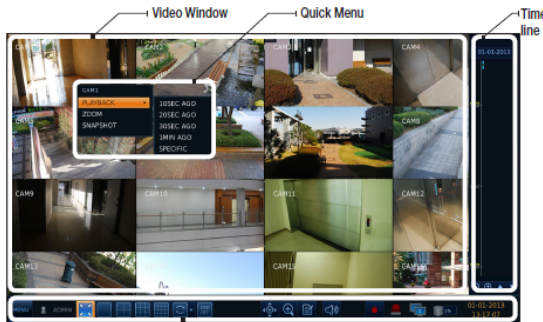 Video Window
Quick Menu
Time
line
01-01-2013
CAM2
CAM3
CAM4
CAM1
PLAYBACK
ZOOM
SNAPSHOT
10SEC AGO
20SEC AGO
30SEC AGO
1MIN AGO
SPECIFIC
CAM8
CAM9
CAM10
CAM11
CAM12
CAM13
CAM15
MENU
ADMIN
01-01-2013
13:17:07